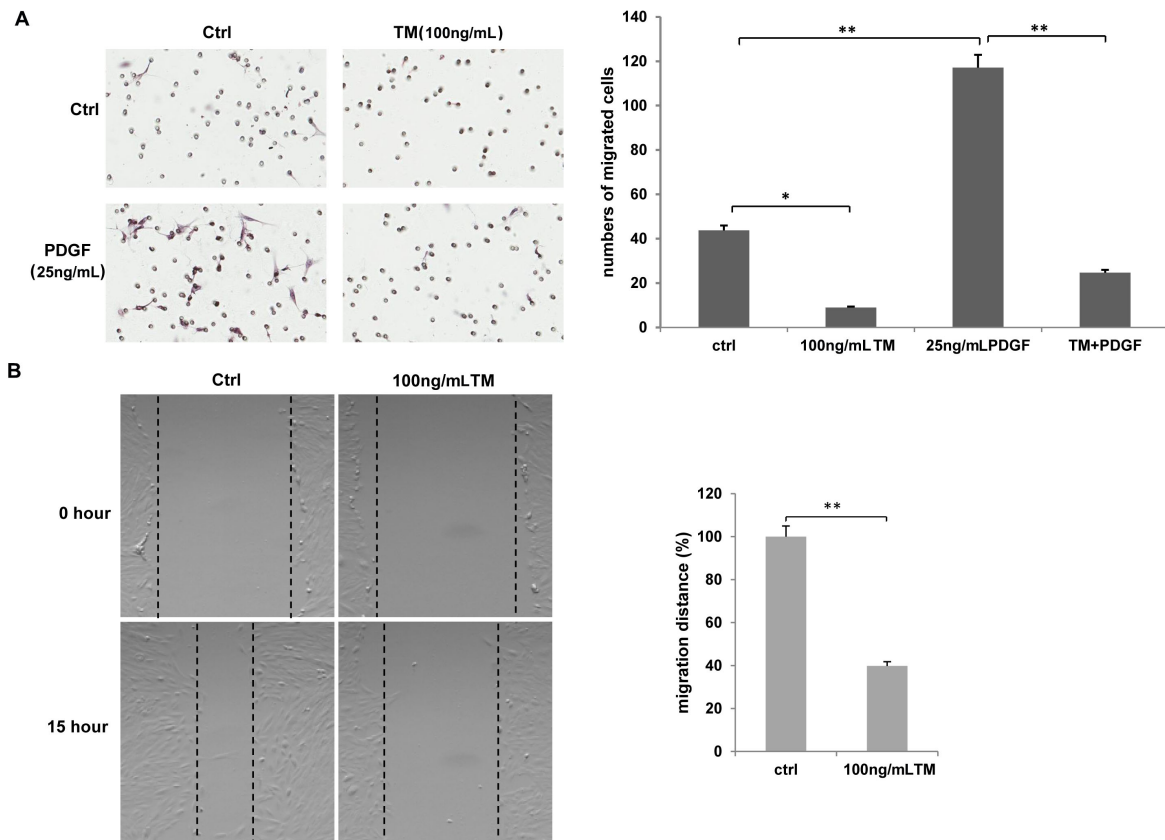 A
Ctrl
TM(100ng/mL)
Ctrl
PDGF
(25ng/mL)
numbers of migrated cells
140
120
100
80
60
40
20
0
**
**
*
ctrl
100ng/mLTM
25ng/mLPDGF
TM+PDGF
B
Ctrl
100ng/mLTM
0 hour
15 hour
migration distance (%)
120
100
80
60
40
20
0
**
ctrl
100ng/mLTM